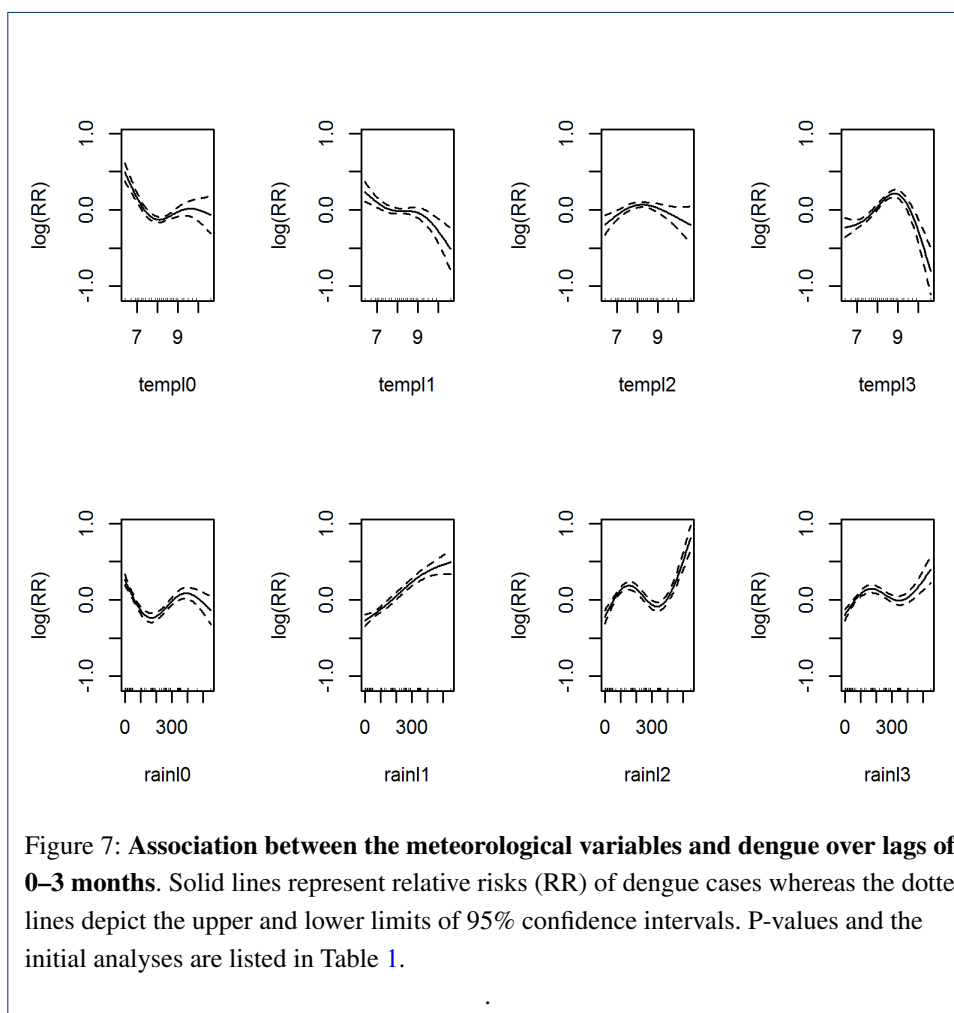 1.0 1.0 1.0 1.0
log(RR) log(RR) log(RR) log(RR)
0.0 0.0 0.0 0.0
-1.0 -1.0 -1.0 -1.0
7 9 7 9 7 9 7 9
templ0 templ1 templ2 templ3
1.0 1.0 1.0 1.0
log(RR) log(RR) log(RR) log(RR)
0.0 0.0 0.0 0.0
-1.0 -1.0 -1.0 -1.0
0 300 0 300 0 300 0 300
rainl0 rainl1 rainl2 rainl3
Figure 7: Association between the meteorological variables and dengue over lags of
0–3 months. Solid lines represent relative risks (RR) of dengue cases whereas the dotte
lines depict the upper and lower limits of 95% confidence intervals. P-values and the
initial analyses are listed in Table 1.
.